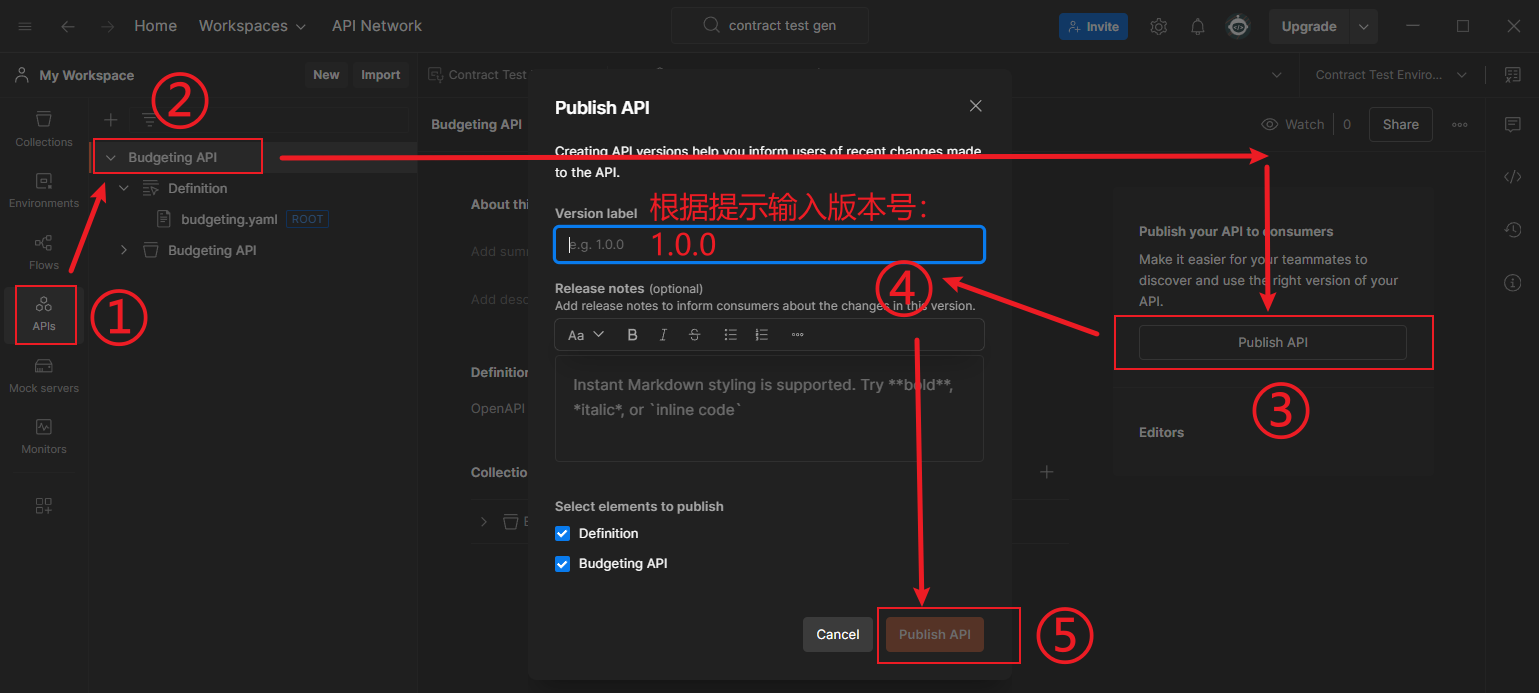 Home
Workspaces
API Network
contract test gen
Invite
Upgrade
My Workspace
New
Import
Contract Test
Contract Test Enviro...
②
Collections
Environments
Flows
APIs
Mock servers
Monitors
①
Budgeting API
Definition
budgeting.yaml ROOT
Budgeting API
Budgeting API
Watch
0
Share
About thi
Add sum
Add desc
Definition
OpenAPI
Collectio
Publish API
Creating API versions help you inform users of recent changes made
to the API.
Version label
根据提示输入版本号:
e.g. 1.0.0
1.0.0
④
Release notes (optional)
Add release notes to inform consumers about the changes in this version.
Aa
B
I
S
Instant Markdown styling is supported. Try **bold**,
*italic*, or `inline code`
Select elements to publish
Definition
Budgeting API
Cancel
Publish API
⑤
Publish your API to consumers
Make it easier for your teammates to
discover and use the right version of your
API.
Publish API
③
Editors